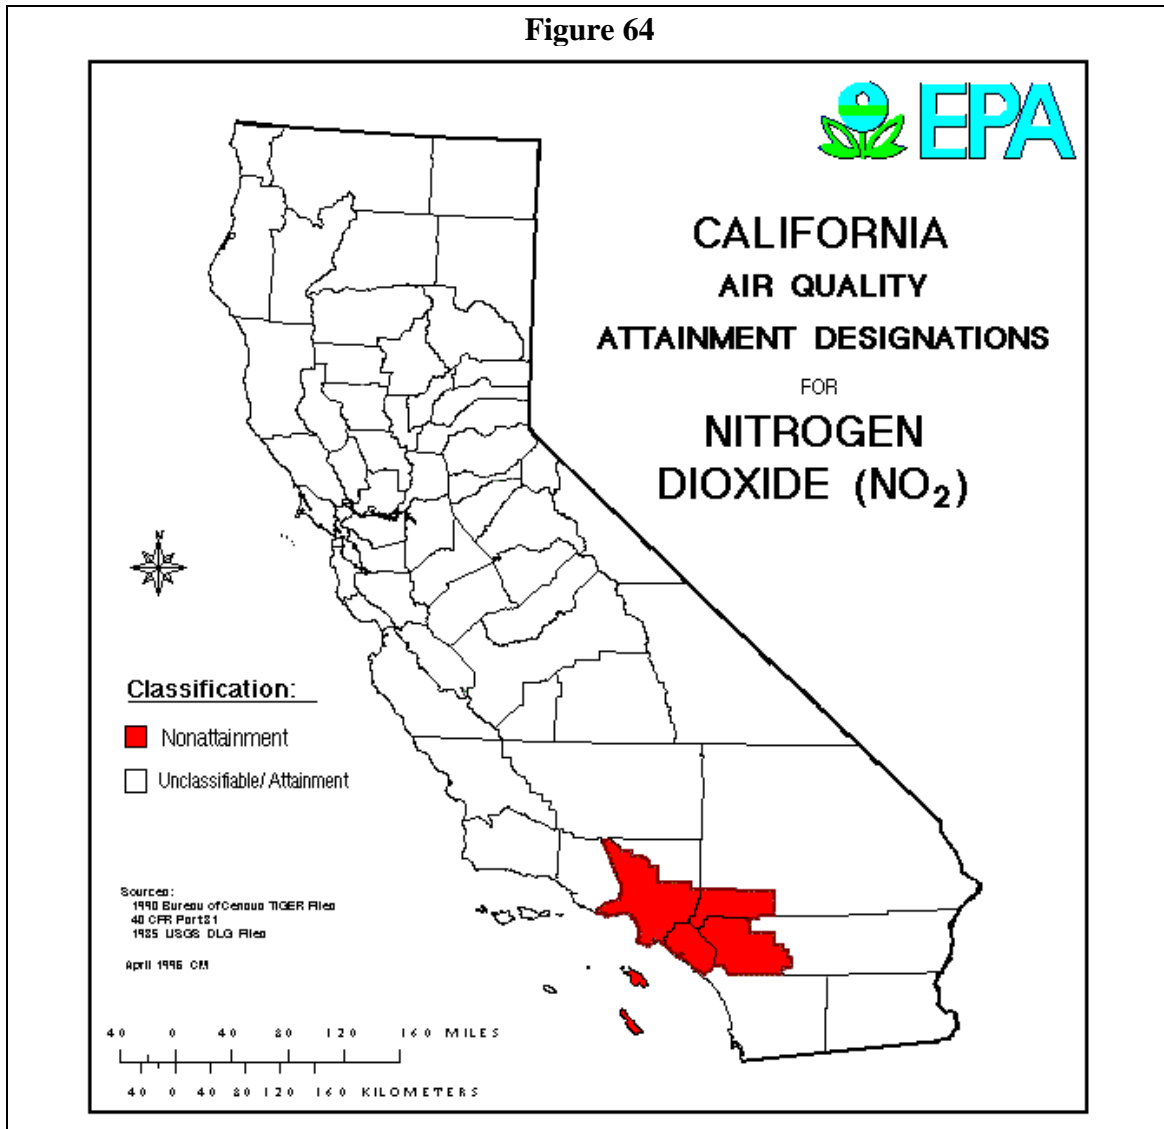 Figure 64
EPA
CALIFORNIA
AIR QUALITY
ATTAINMENT DESIGNATIONS
FOR
NITROGEN
DIOXIDE (NO₂)
N
Classification:
Nonattainment
Unclassifiable/ Attainment
Sources:
1990 Bureau of Census TIGER Files
40 CFR Part 81
1985 USGS DLG Files
April 1996 CM
40 0 40 80 120 160 MILES
40 0 40 80 120 160 KILOMETERS